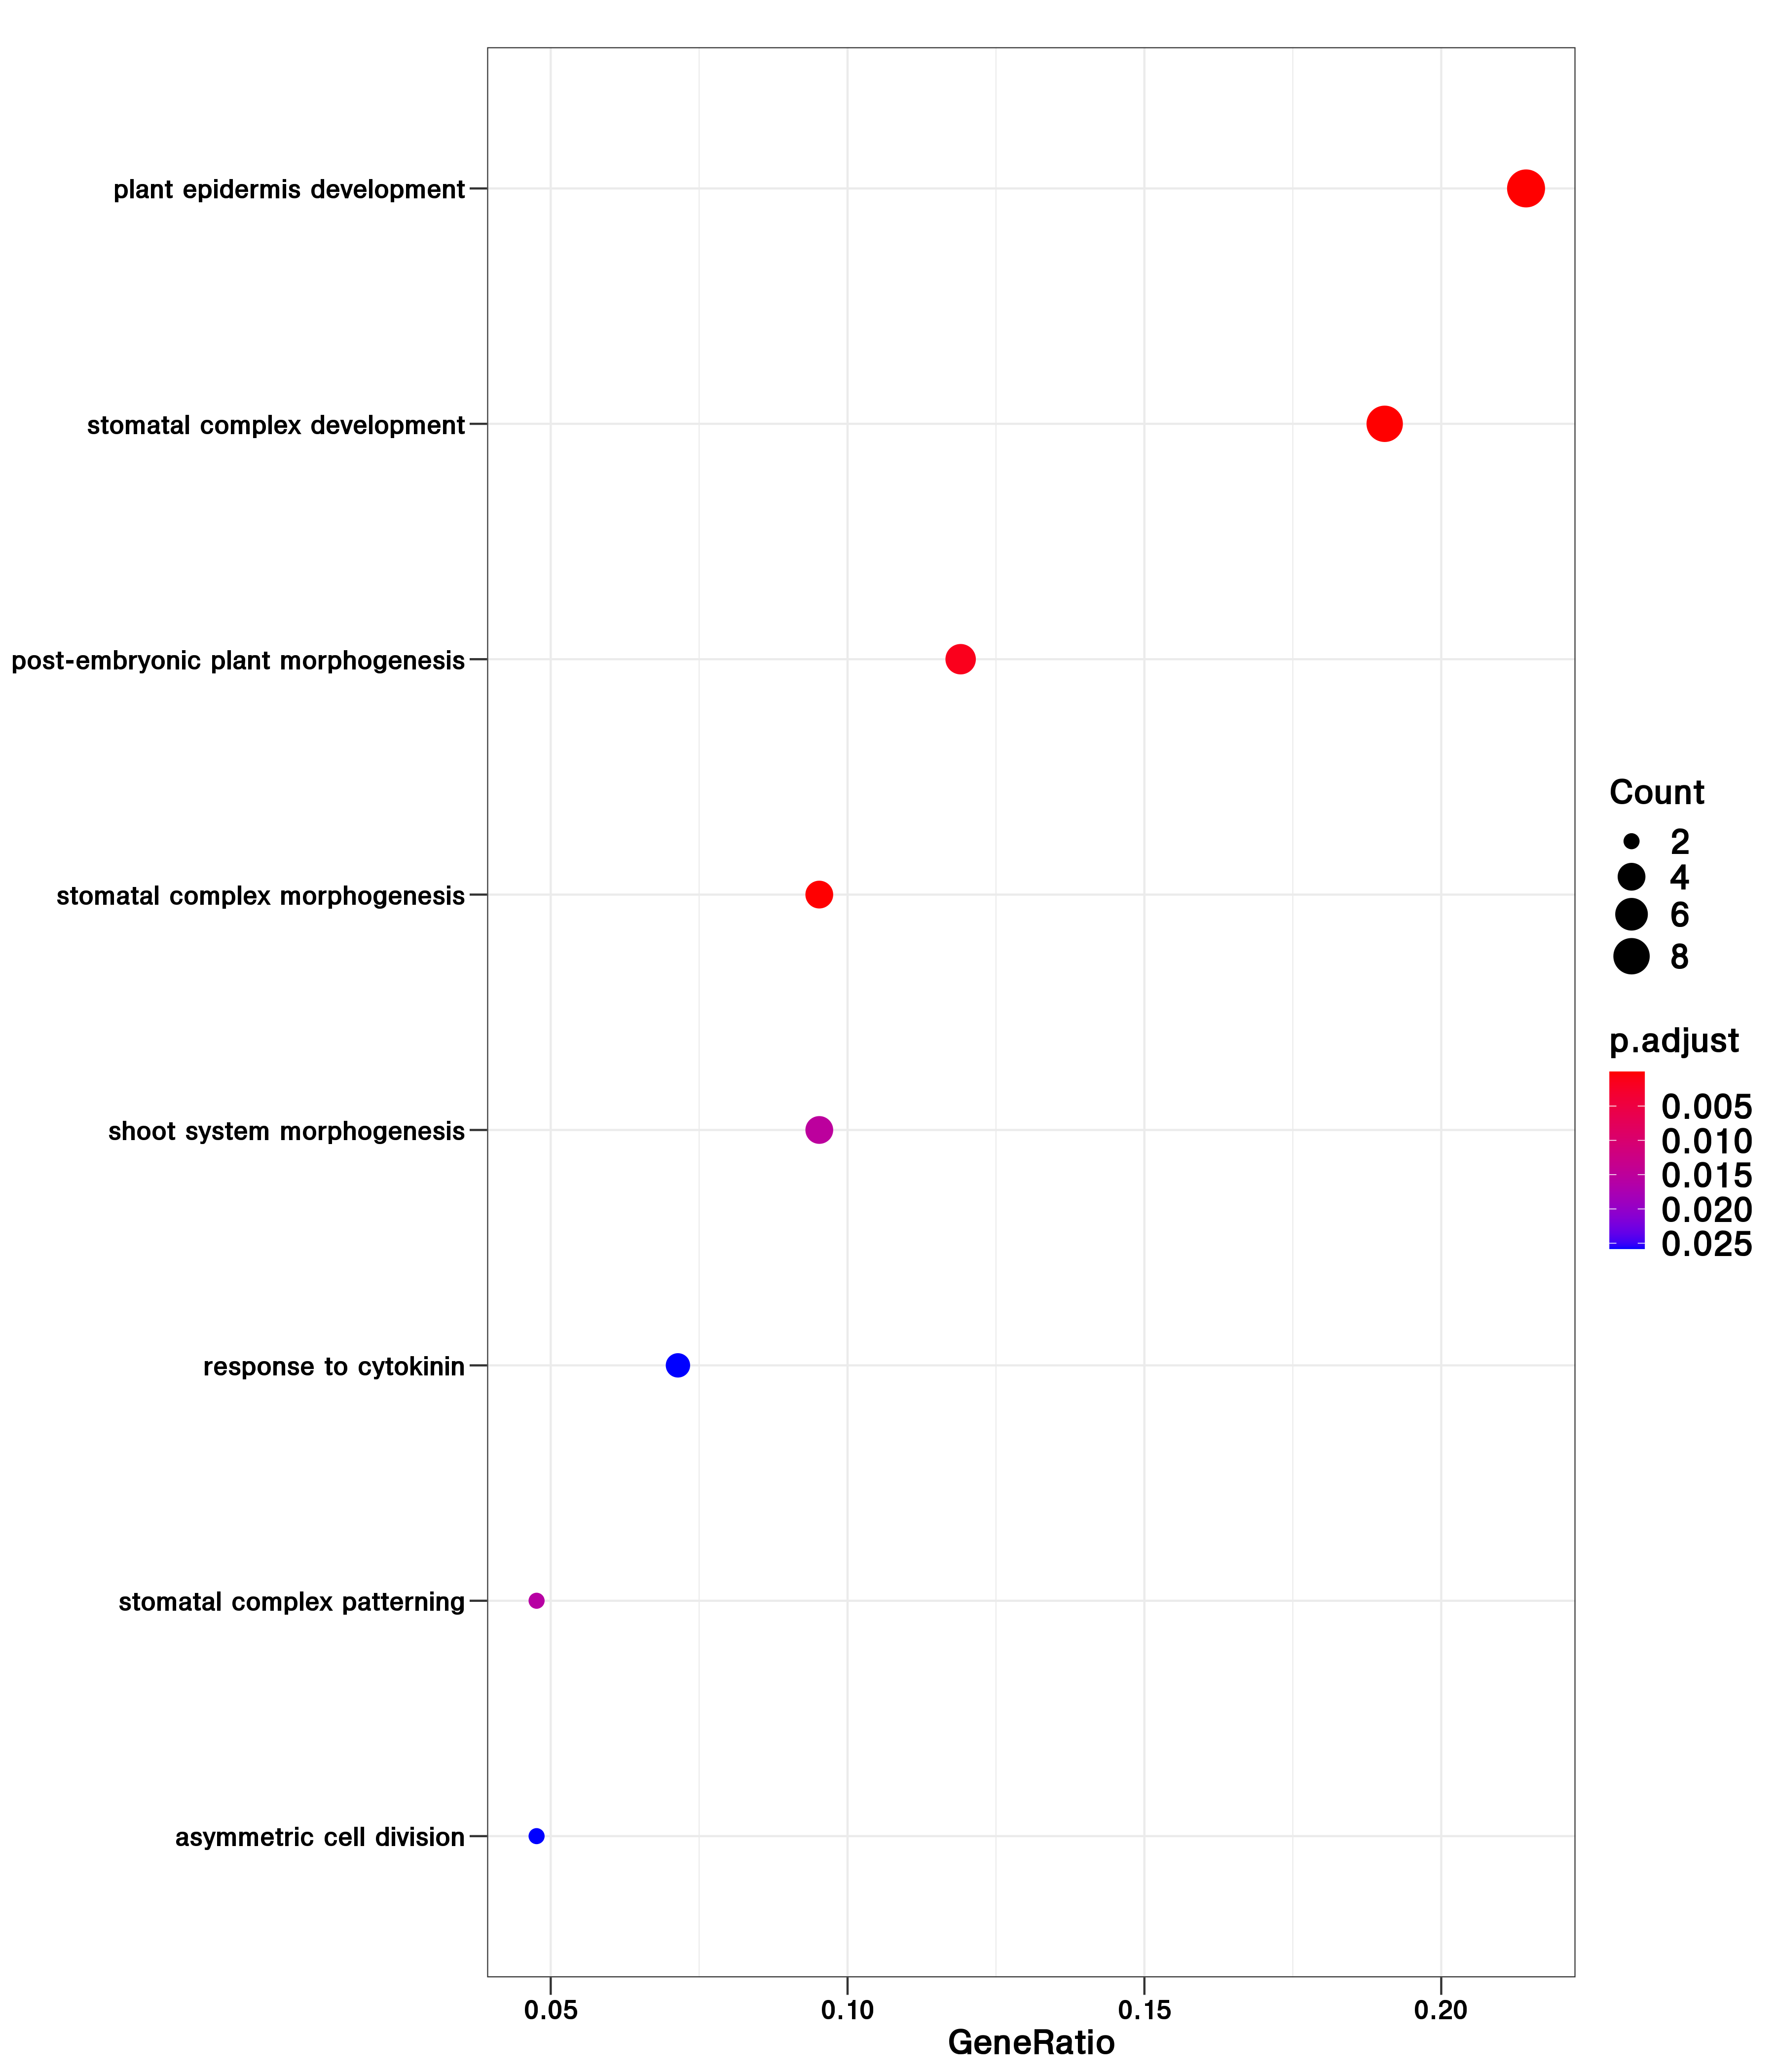 plant epidermis development
stomatal complex development
post-embryonic plant morphogenesis
stomatal complex morphogenesis
shoot system morphogenesis
response to cytokinin
stomatal complex patterning
asymmetric cell division
0.05 0.10 0.15 0.20
GeneRatio
Count
2
4
6
8
p.adjust
0.005
0.010
0.015
0.020
0.025